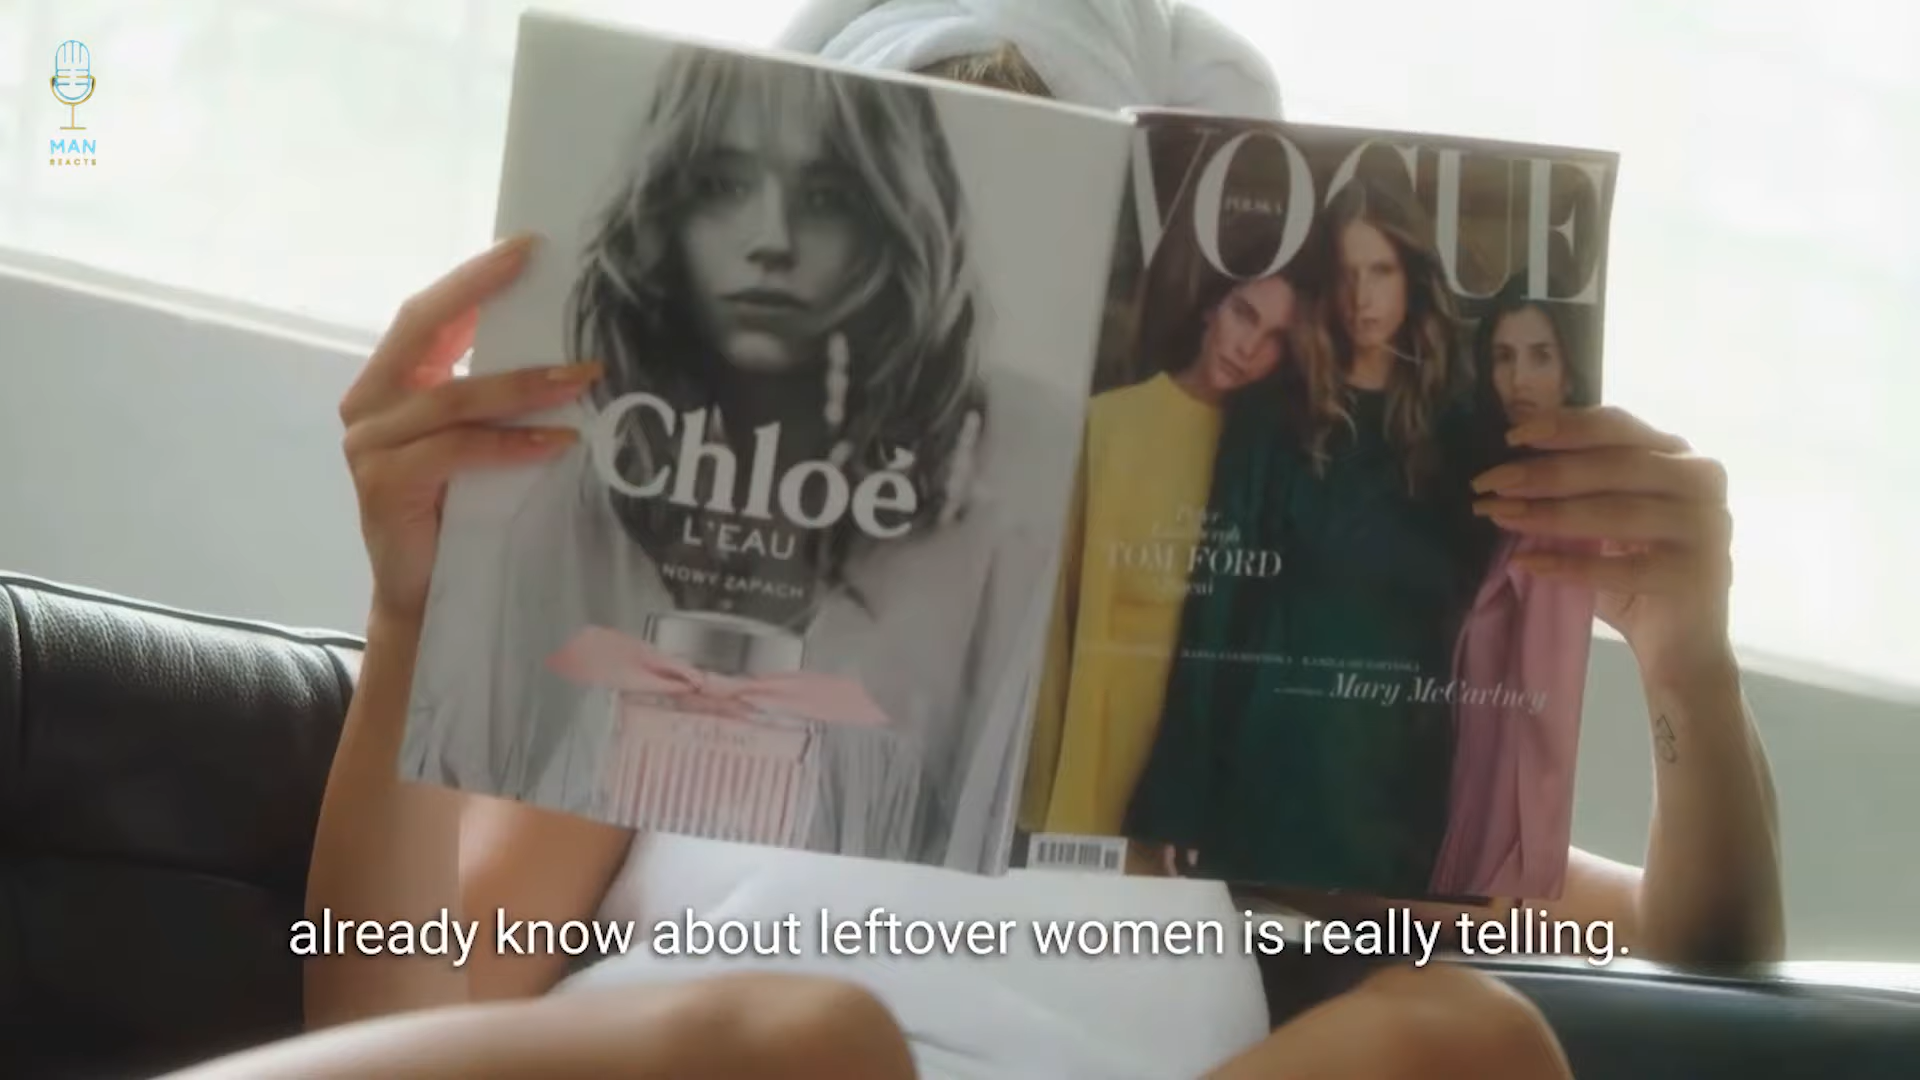 MAN
REACTS
VOGUE
POLSKA
Chloé
L'EAU
NOWY ZAPACH
TOM FORD
Mary McCartney
already know about leftover women is really telling.